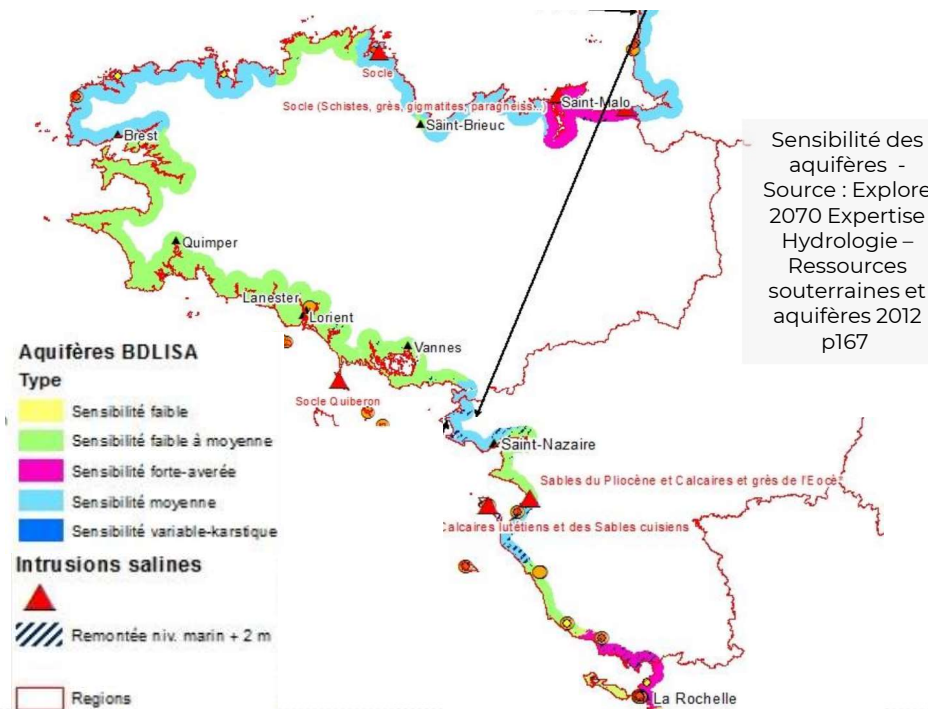 Socle
Socle (Schistes, grès, gigmatites, paragneiss...)
Saint-Malo
Saint-Brieuc
Brest
Sensibilité des
aquifères -
Source : Explore
2070 Expertise
Hydrologie –
Ressources
souterraines et
aquifères 2012
p167
Quimper
Lanester
Lorient
Vannes
Socle Quiberon
Saint-Nazaire
Sables du Pliocène et Calcaires et grès de l'Eocè
Calcaires lutétiens et des Sables cuisiens
La Rochelle
Aquifères BDLISA
Type
Sensibilité faible
Sensibilité faible à moyenne
Sensibilité forte-averée
Sensibilité moyenne
Sensibilité variable-karstique
Intrusions salines
Remontée niv. marin + 2 m
Regions